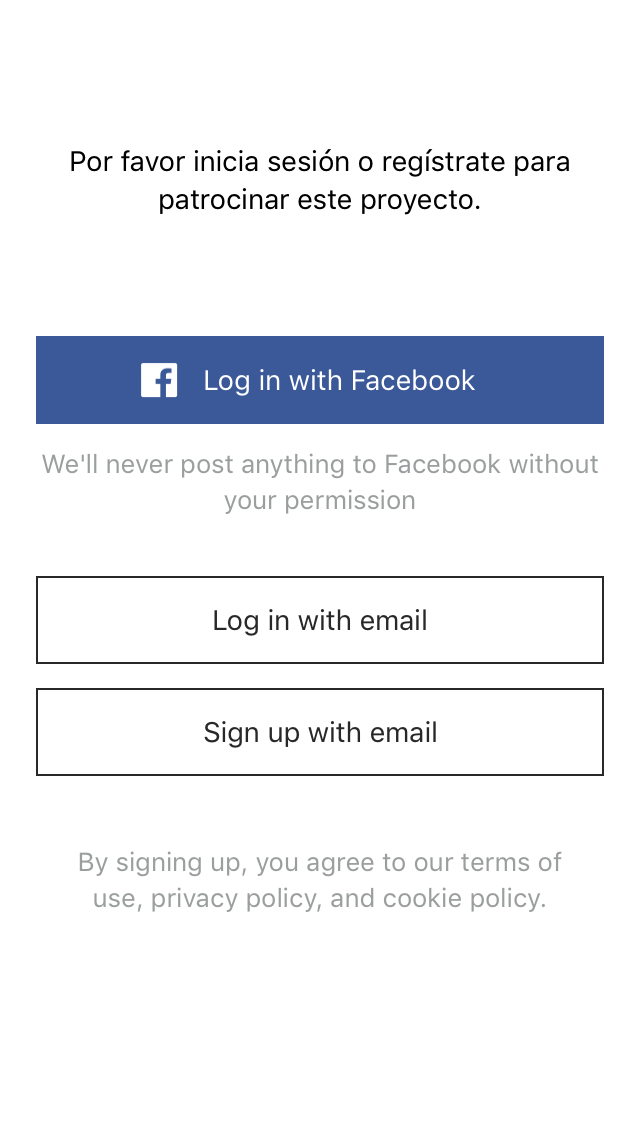 Por favor inicia sesión o regístrate para
patrocinar este proyecto.
Log in with Facebook
We'll never post anything to Facebook without
your permission
Log in with email
Sign up with email
By signing up, you agree to our terms of
use, privacy policy, and cookie policy.